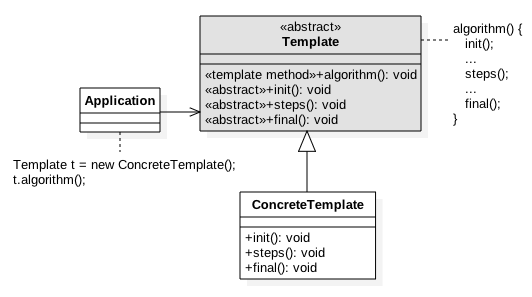 «abstract»
Template
«template method»+algorithm(): void
«abstract»+init(): void
«abstract»+steps(): void
«abstract»+final(): void
algorithm() {
init();
...
steps();
...
final();
}
Application
Template t = new ConcreteTemplate();
t.algorithm();
ConcreteTemplate
+init(): void
+steps(): void
+final(): void